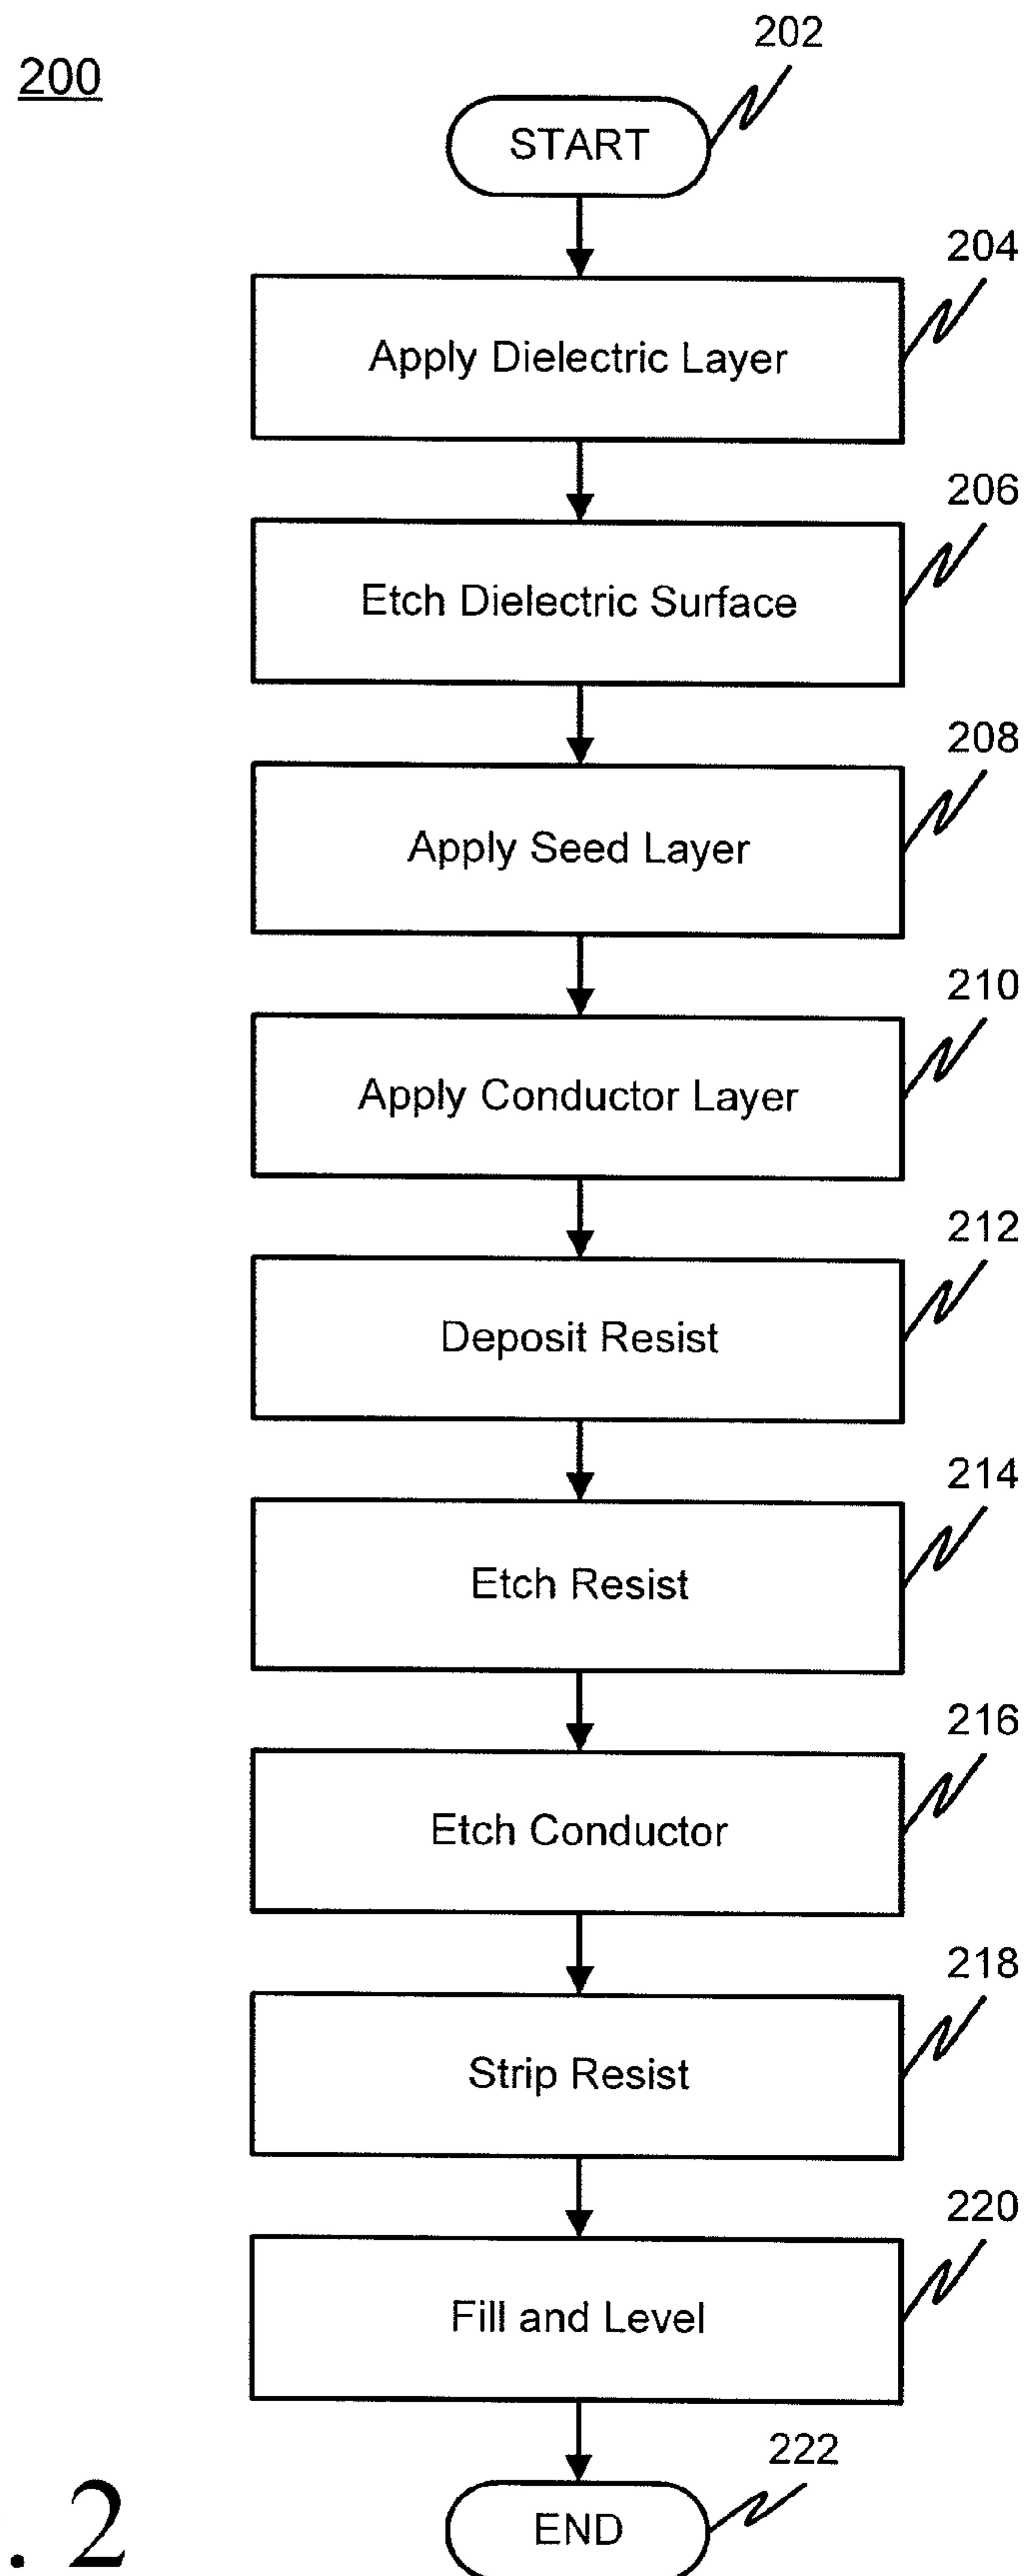 200
202
START
204
Apply Dielectric Layer
206
Etch Dielectric Surface
208
Apply Seed Layer
210
Apply Conductor Layer
212
Deposit Resist
214
Etch Resist
216
Etch Conductor
218
Strip Resist
220
Fill and Level
222
END
. 2